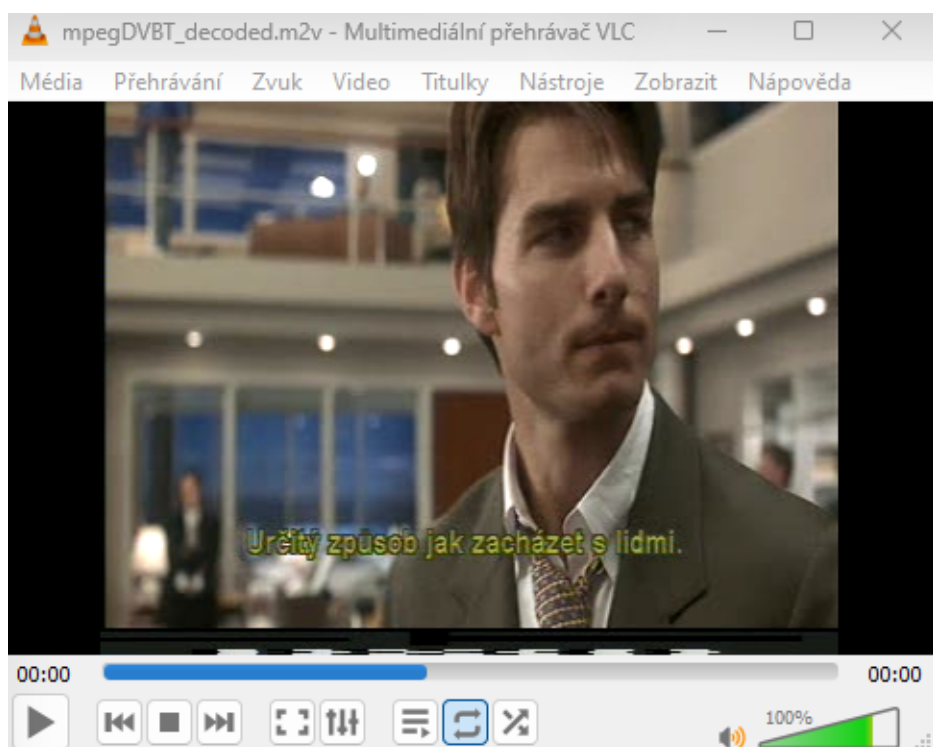 mpegDVBT_decoded.m2v - Multimediální přehrávač VLC
Média Přehrávání Zvuk Video Titulky Nástroje Zobrazit Nápověda
Určitý způsob jak zacházet s lidmi.
00:00 00:00
100%